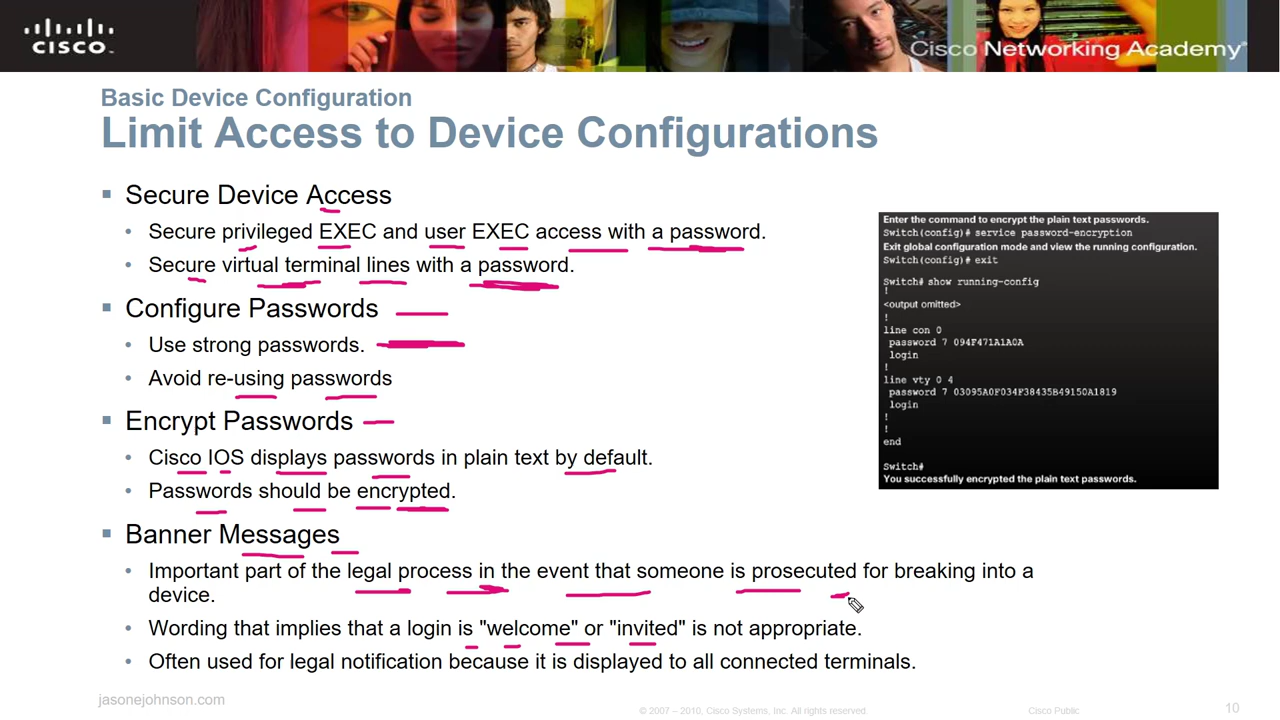 CISCO
Cisco Networking Academy
Basic Device Configuration
Limit Access to Device Configurations
Secure Device Access
Secure privileged EXEC and user EXEC access with a password.
Secure virtual terminal lines with a password.
Configure Passwords
Use strong passwords.
Avoid re-using passwords
Encrypt Passwords
Cisco IOS displays passwords in plain text by default.
Passwords should be encrypted.
Banner Messages
Important part of the legal process in the event that someone is prosecuted for breaking into a
device.
Wording that implies that a login is "welcome" or "invited" is not appropriate.
Often used for legal notification because it is displayed to all connected terminals.
Enter the command to encrypt the plain text passwords.
Switch(config)# service password-encryption
Exit global configuration mode and view the running configuration.
Switch(config)# exit
Switch# show running-config
!
<output omitted>
!
line con 0
password 7 094F471A1A0A
login
!
line vty 0 4
password 7 03095A0F034F38435B49150A1819
login
!
!
end
Switch#
You successfully encrypted the plain text passwords.
jasonejohnson.com
© 2007 – 2010, Cisco Systems, Inc. All rights reserved.
Cisco Public
10